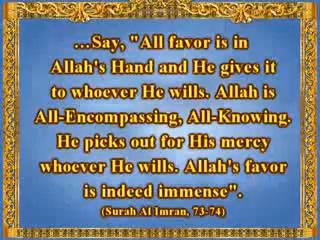 ...Say, "All favor is in
Allah's Hand and He gives it
to whoever He wills. Allah is
All-Encompassing, All-Knowing.
He picks out for His mercy
whoever He wills. Allah's favor
is indeed immense".
(Surah Al Imran, 73-74)